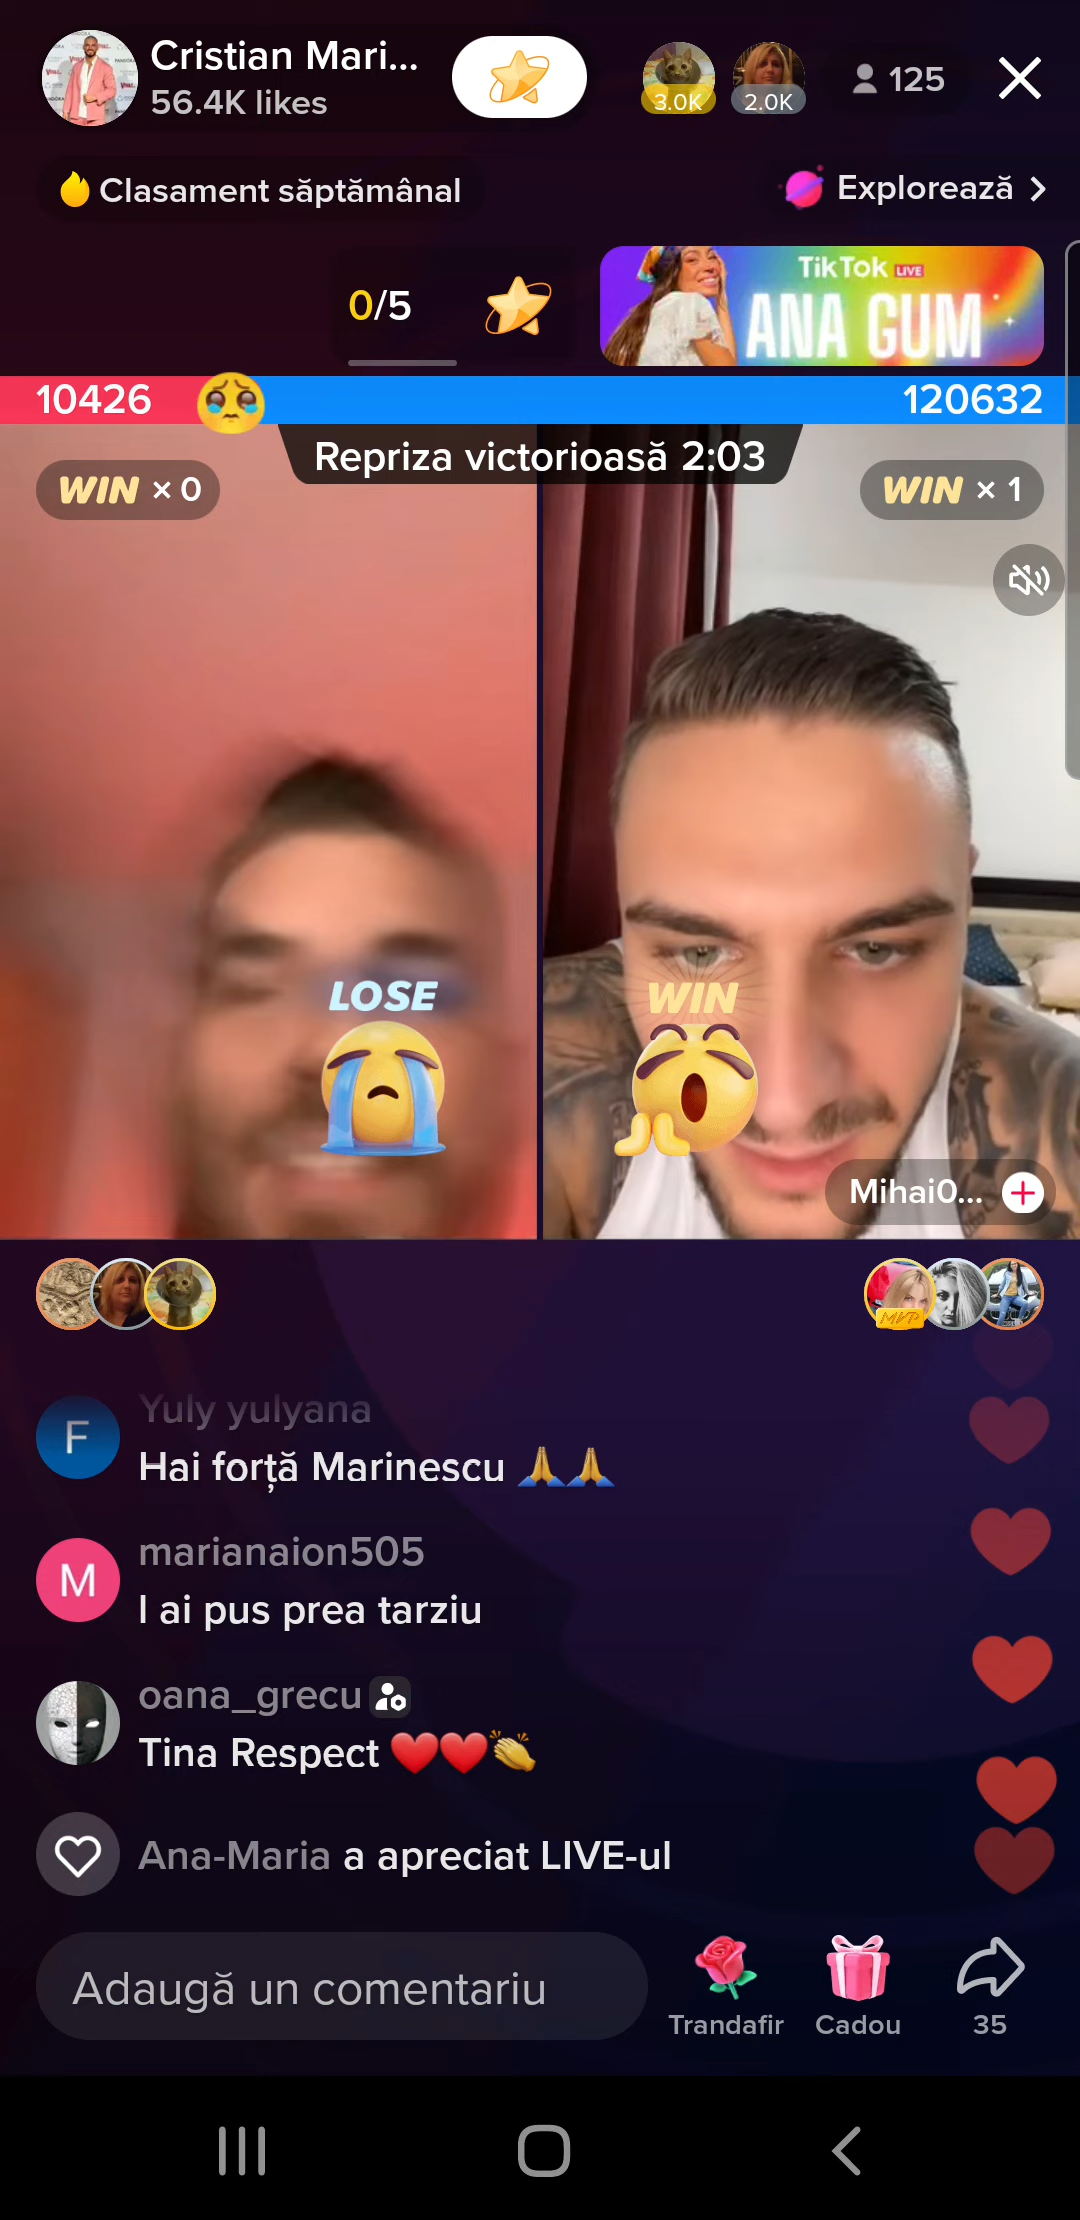 Cristian Mari...
56.4K likes
3.0K
2.0K
125
Clasament săptămânal
Explorează
0/5
TikTok LIVE
ANA GUM
10426
120632
Repriza victorioasă 2:03
WIN × 0
WIN × 1
LOSE
WIN
Mihai0...
MVP
F
Yuly yulyana
Hai forță Marinescu 🙏🙏
M
marianaion505
l ai pus prea tarziu
oana_grecu
Tina Respect ❤️❤️👏
Ana-Maria a apreciat LIVE-ul
Adaugă un comentariu
Trandafir
Cadou
35